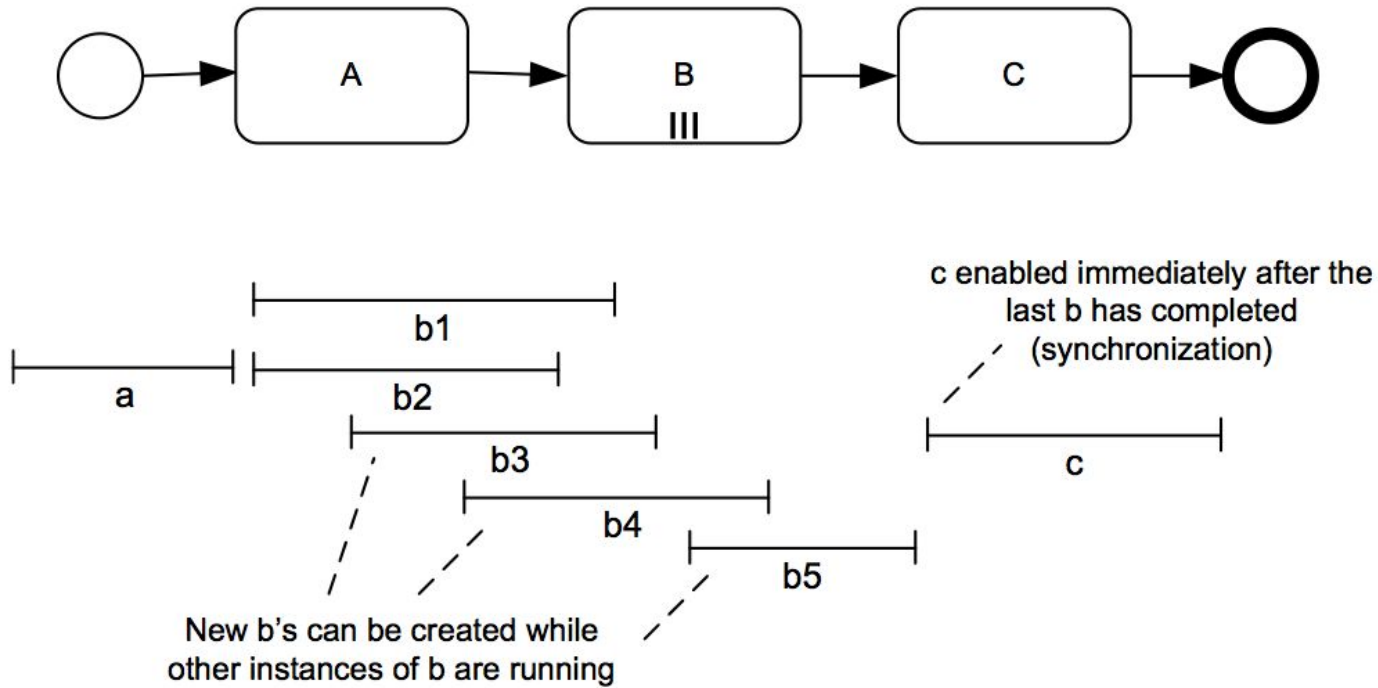 A
B
C
c enabled immediately after the
last b has completed
(synchronization)
b1
a
b2
b3
c
b4
b5
New b's can be created while
other instances of b are running